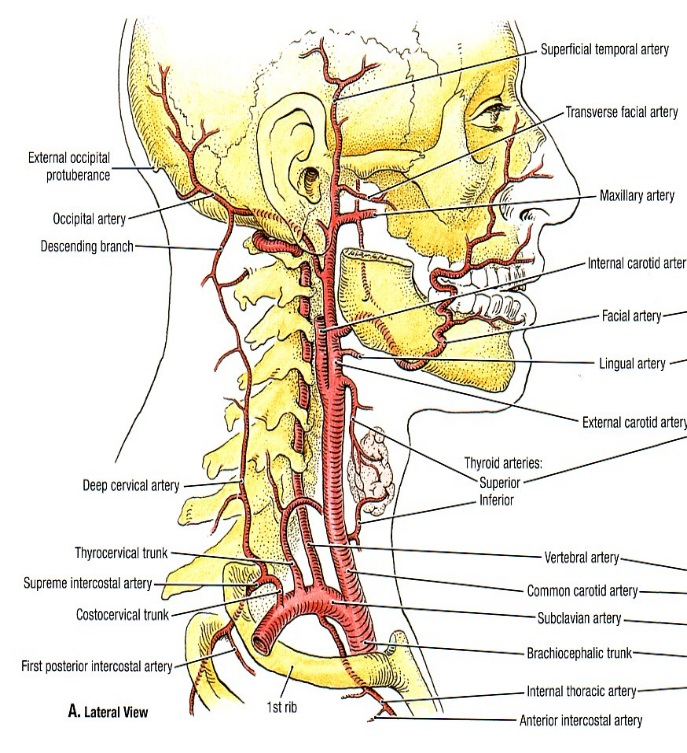 Superficial temporal artery
Transverse facial artery
External occipital
protuberance
Maxillary artery
Occipital artery
Descending branch
Internal carotid arter
Facial artery
Lingual artery
External carotid artery
Thyroid arteries:
Superior
Inferior
Deep cervical artery
Thyrocervical trunk
Vertebral artery
Supreme intercostal artery
Common carotid artery
Costocervical trunk
Subclavian artery
Brachiocephalic trunk
First posterior intercostal artery
Internal thoracic artery
1st rib
A. Lateral View
Anterior intercostal artery